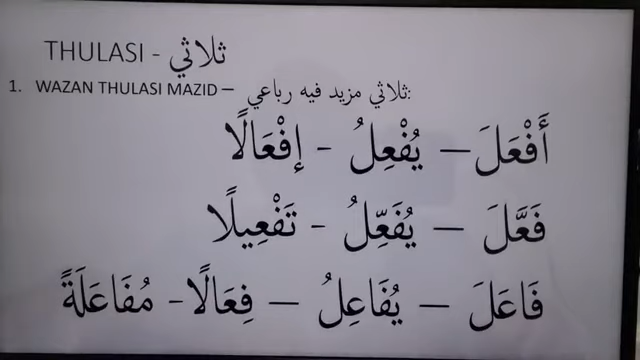 THULASI - ثلاثي
1. WAZAN THULASI MAZID – ثلاثي مزيد فيه رباعي:
أَفْعَلَ – يُفْعِلُ - إِفْعَالًا
فَعَّلَ – يُفَعِّلُ - تَفْعِيلًا
فَاعَلَ – يُفَاعِلُ – فِعَالًا- مُفَاعَلَةً